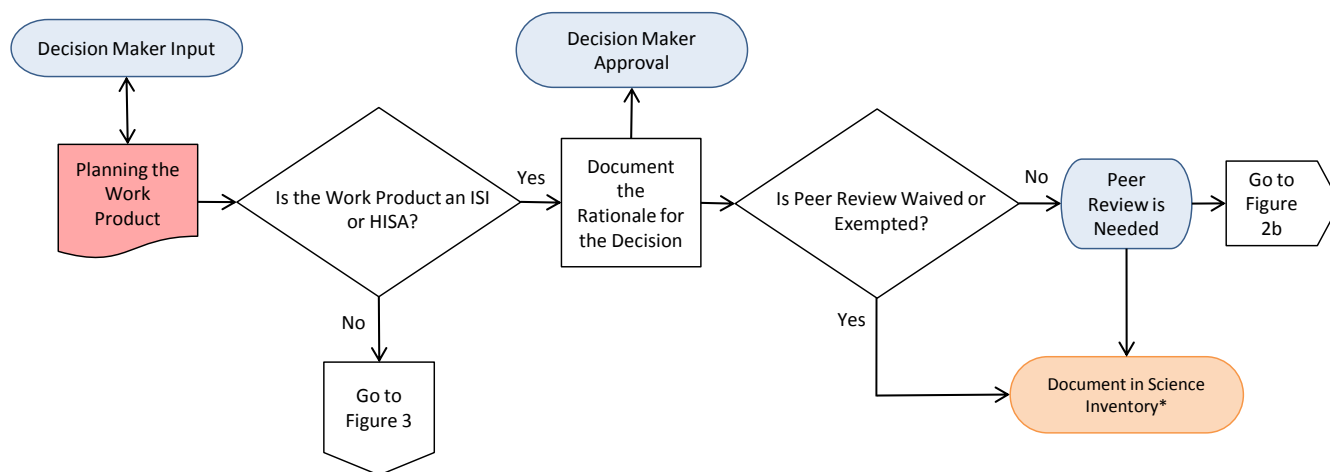 Decision Maker Input
Decision Maker
Approval
Planning the
Work
Product
Is the Work Product an ISI
or HISA?
Yes
Document
the
Rationale for
the Decision
Is Peer Review Waived or
Exempted?
No
Peer
Review is
Needed
Go to
Figure
2b
No
Go to
Figure 3
Yes
Document in Science
Inventory*